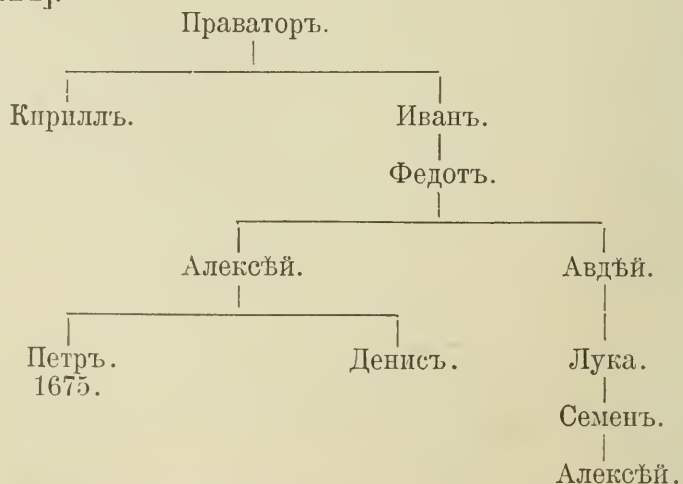 Праваторъ.
Кириллъ. Иванъ.
Федотъ.
Алексѣй. Авдѣй.
Петръ. Денисъ. Лука.
1675.
Семенъ.
Алексѣй.